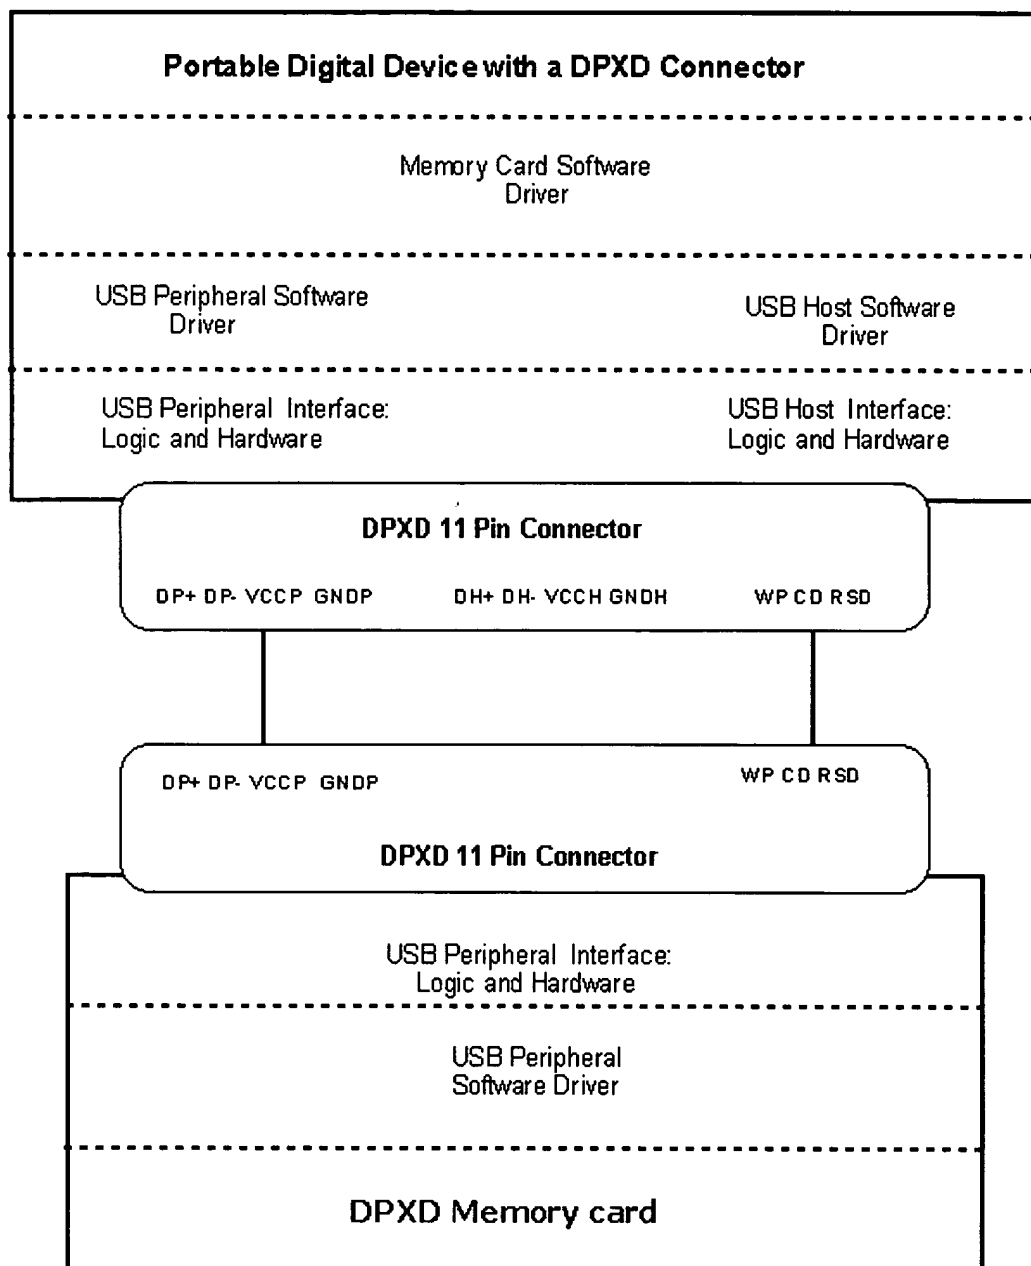 Portable Digital Device with a DPXD Connector
Memory Card Software
Driver
USB Peripheral Software
Driver
USB Host Software
Driver
USB Peripheral Interface:
Logic and Hardware
USB Host Interface:
Logic and Hardware
DPXD 11 Pin Connector
DP+ DP- VCCP GNDP DH+ DH- VCCH GNDH WP CD RSD
DP+ DP- VCCP GNDP WP CD RSD
DPXD 11 Pin Connector
USB Peripheral Interface:
Logic and Hardware
USB Peripheral
Software Driver
DPXD Memory card